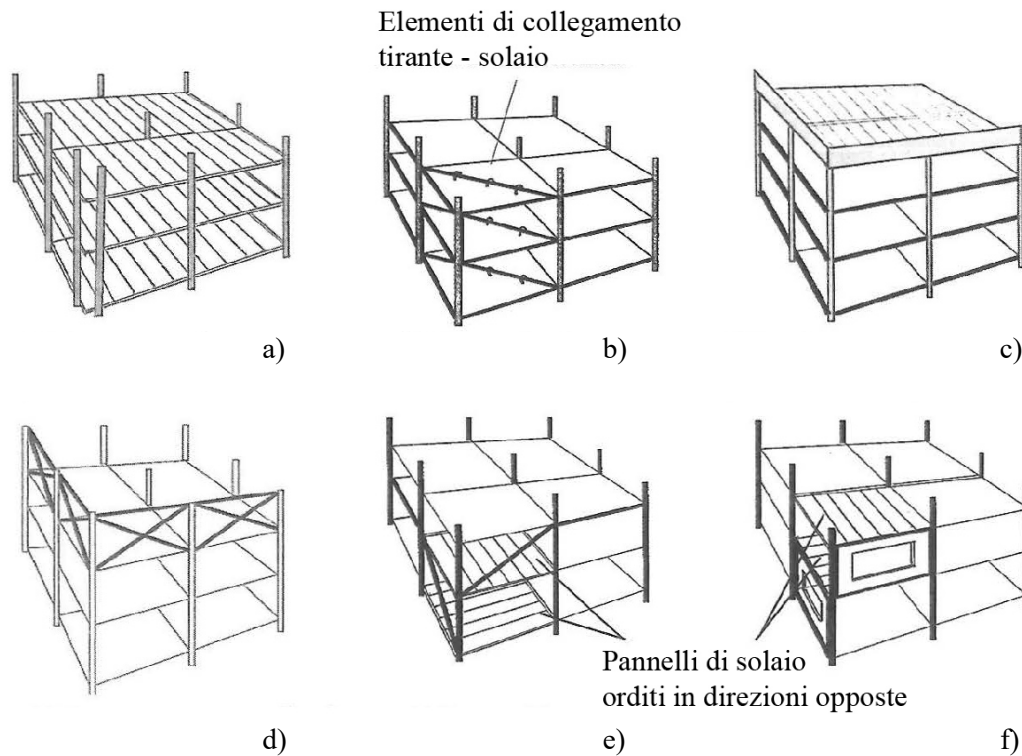 Elementi di collegamento
tirante - solaio
a)
b)
c)
Pannelli di solaio
orditi in direzioni opposte
d)
e)
f)